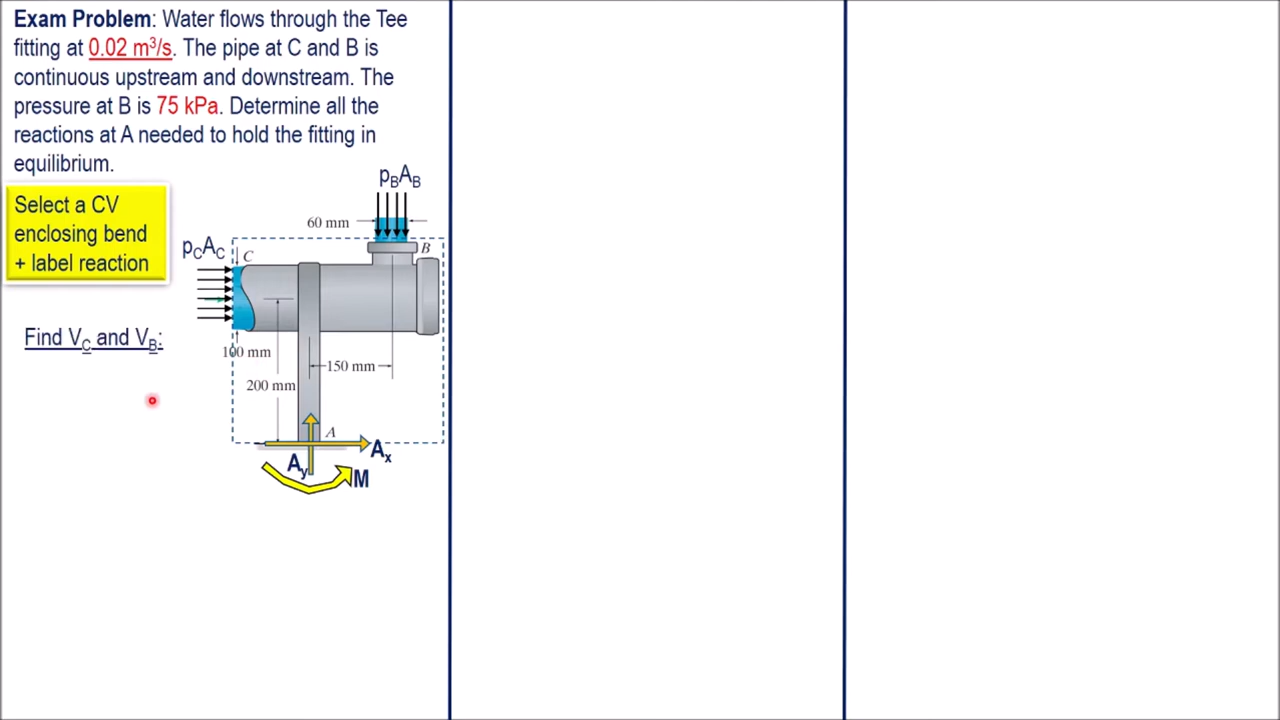 Exam Problem: Water flows through the Tee
fitting at 0.02 m³/s. The pipe at C and B is
continuous upstream and downstream. The
pressure at B is 75 kPa. Determine all the
reactions at A needed to hold the fitting in
equilibrium.
pBAB
Select a CV
enclosing bend
+ label reaction
60 mm
B
pCAC
C
Find VC and VB:
100 mm
150 mm
200 mm
A
Ax
Ay
M